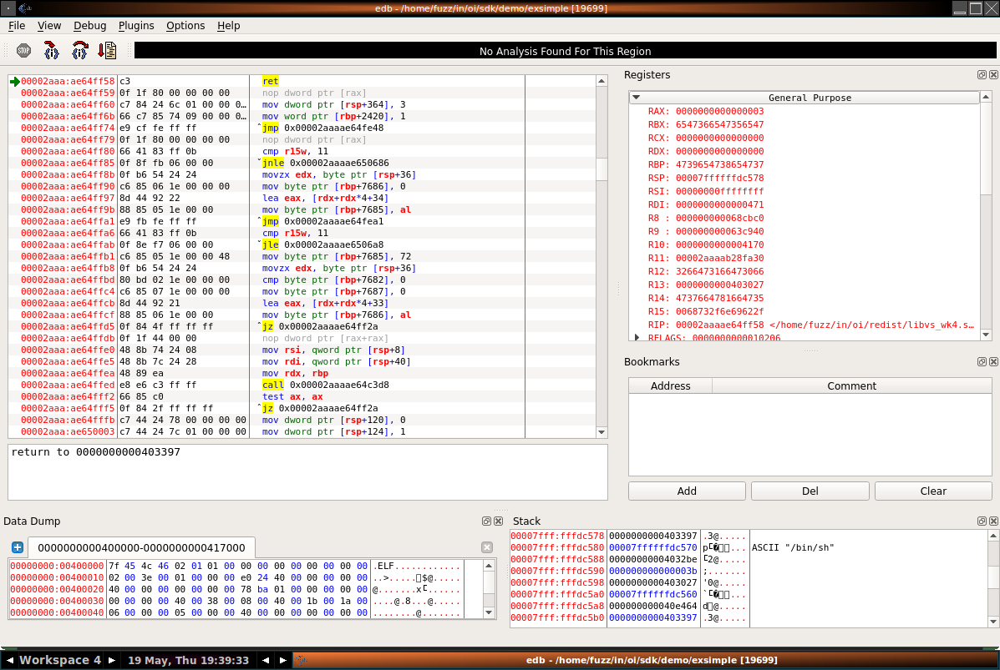 edb - /home/fuzz/in/oi/sdk/demo/exsimple [19699]
File View Debug Plugins Options Help
STOP
No Analysis Found For This Region
00002aaa:ae64ff58 c3 ret
00002aaa:ae64ff59 0f 1f 80 00 00 00 00 nop dword ptr [rax]
00002aaa:ae64ff60 c7 84 24 6c 01 00 00 0... mov dword ptr [rsp+364], 3
00002aaa:ae64ff6b 66 c7 85 74 09 00 00 0... mov word ptr [rbp+2420], 1
00002aaa:ae64ff74 e9 cf fe ff ff jmp 0x00002aaaae64fe48
00002aaa:ae64ff79 0f 1f 80 00 00 00 00 nop dword ptr [rax]
00002aaa:ae64ff80 66 41 83 ff 0b cmp r15w, 11
00002aaa:ae64ff85 0f 8f fb 06 00 00 jnle 0x00002aaaae650686
00002aaa:ae64ff8b 0f b6 54 24 24 movzx edx, byte ptr [rsp+36]
00002aaa:ae64ff90 c6 85 06 1e 00 00 00 mov byte ptr [rbp+7686], 0
00002aaa:ae64ff97 8d 44 92 22 lea eax, [rdx+rdx*4+34]
00002aaa:ae64ff9b 88 85 05 1e 00 00 mov byte ptr [rbp+7685], al
00002aaa:ae64ffa1 e9 fb fe ff ff jmp 0x00002aaaae64fea1
00002aaa:ae64ffa6 66 41 83 ff 0b cmp r15w, 11
00002aaa:ae64ffab 0f 8e f7 06 00 00 jle 0x00002aaaae6506a8
00002aaa:ae64ffb1 c6 85 05 1e 00 00 48 mov byte ptr [rbp+7685], 72
00002aaa:ae64ffb8 0f b6 54 24 24 movzx edx, byte ptr [rsp+36]
00002aaa:ae64ffbd 80 bd 02 1e 00 00 00 cmp byte ptr [rbp+7682], 0
00002aaa:ae64ffc4 c6 85 07 1e 00 00 00 mov byte ptr [rbp+7687], 0
00002aaa:ae64ffcb 8d 44 92 21 lea eax, [rdx+rdx*4+33]
00002aaa:ae64ffcf 88 85 06 1e 00 00 mov byte ptr [rbp+7686], al
00002aaa:ae64ffd5 0f 84 4f ff ff ff jz 0x00002aaaae64ff2a
00002aaa:ae64ffdb 0f 1f 44 00 00 nop dword ptr [rax+rax]
00002aaa:ae64ffe0 48 8b 74 24 08 mov rsi, qword ptr [rsp+8]
00002aaa:ae64ffe5 48 8b 7c 24 28 mov rdi, qword ptr [rsp+40]
00002aaa:ae64ffea 48 89 ea mov rdx, rbp
00002aaa:ae64ffed e8 e6 c3 ff ff call 0x00002aaaae64c3d8
00002aaa:ae64fff2 66 85 c0 test ax, ax
00002aaa:ae64fff5 0f 84 2f ff ff ff jz 0x00002aaaae64ff2a
00002aaa:ae64fffb c7 44 24 78 00 00 00 00 mov dword ptr [rsp+120], 0
00002aaa:ae650003 c7 44 24 7c 01 00 00 00 mov dword ptr [rsp+124], 1
return to 0000000000403397
Registers
General Purpose
RAX: 0000000000000003
RBX: 6547366547356547
RCX: 0000000000000000
RDX: 0000000000000000
RBP: 4739654738654737
RSP: 00007ffffffdc578
RSI: 00000000ffffffff
RDI: 0000000000000471
R8 : 000000000068cbc0
R9 : 000000000063c940
R10: 0000000000004170
R11: 00002aaaab28fa30
R12: 3266473166473066
R13: 0000000000403027
R14: 4737664781664735
R15: 0068732f6e69622f
RIP: 00002aaaae64ff58 </home/fuzz/in/oi/redist/libvs_wk4.s...
RFLAGS: 0000000000010206
Bookmarks
Address Comment
Add Del Clear
Data Dump
0000000000400000-0000000000417000
00000000:00400000 7f 45 4c 46 02 01 01 00 00 00 00 00 00 00 00 00 .ELF............
00000000:00400010 02 00 3e 00 01 00 00 00 e0 24 40 00 00 00 00 00 ..>.....$@.....
00000000:00400020 40 00 00 00 00 00 00 00 78 ba 01 00 00 00 00 00
00000000:00400030 00 00 00 00 40 00 38 00 08 00 40 00 1b 00 1a 00 ....@.8...@.....
00000000:00400040 06 00 00 00 05 00 00 00 40 00 00 00 00 00 00 00 ........@.......
Stack
00007fff:fffdc578 0000000000403397 .3@.....
00007fff:fffdc580 00007ffffffdc570 ASCII "/bin/sh"
00007fff:fffdc588 00000000004032be
00007fff:fffdc590 000000000000003b ;.......
00007fff:fffdc598 0000000000403027 '0@.....
00007fff:fffdc5a0 00007ffffffdc560
00007fff:fffdc5a8 000000000040e464
00007fff:fffdc5b0 0000000000403397 .3@.....
Workspace 4 19 May, Thu 19:39:33 edb - /home/fuzz/in/oi/sdk/demo/exsimple [19699]